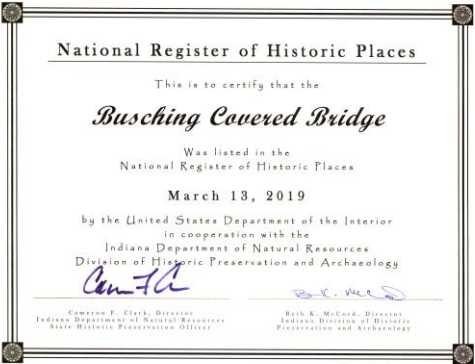 National Register of Historic Places
This is to certify that the
Busching Covered Bridge
Was listed in the
National Register of Historic Places
March 13, 2019
by the United States Department of the Interior
in cooperation with the
Indiana Department of Natural Resources
Division of Historic Preservation and Archaeology
Cameron F. Clark, Director
Indiana Department of Natural Resources
State Historic Preservation Officer
Beth K. McCord, Director
Indiana Division of Historic
Preservation and Archaeology